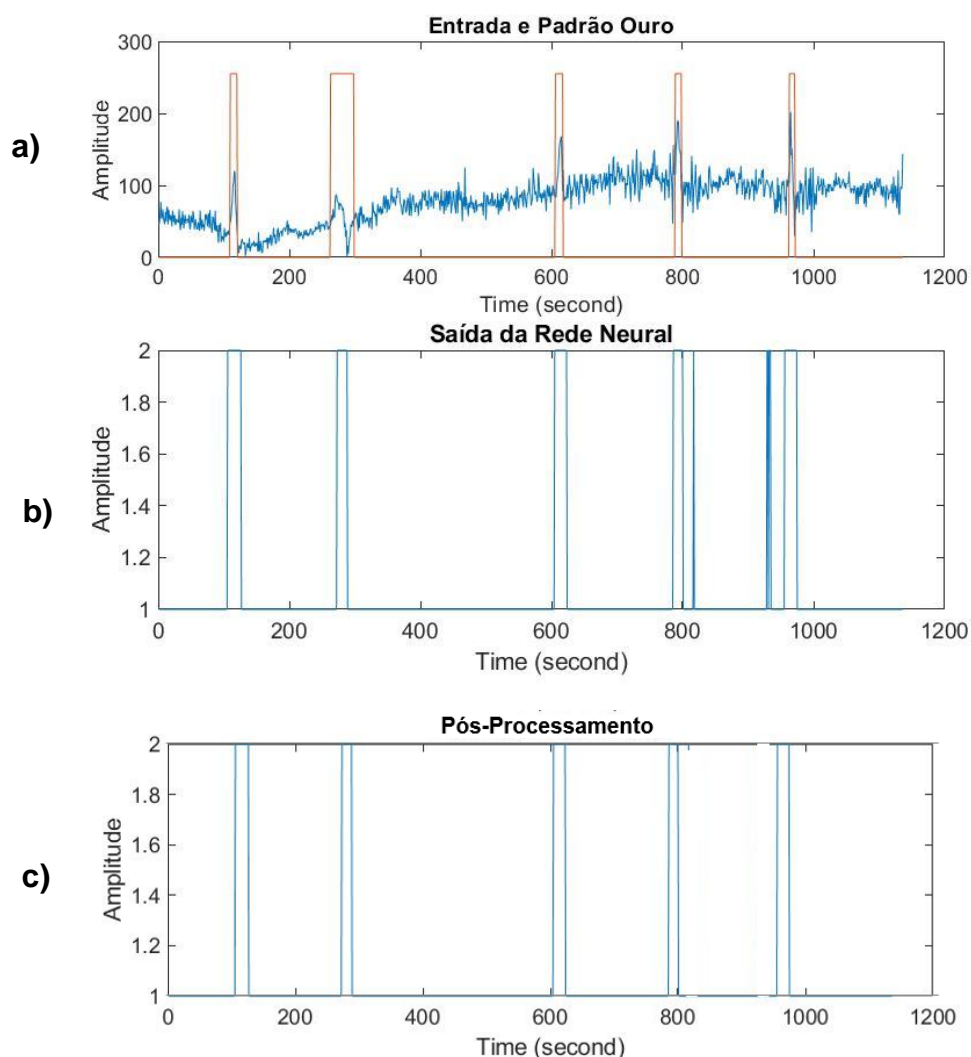 Entrada e Padrão Ouro
a)
Amplitude
300
200
100
0
0 200 400 600 800 1000 1200
Time (second)
Saída da Rede Neural
b)
Amplitude
2
1.8
1.6
1.4
1.2
1
0 200 400 600 800 1000 1200
Time (second)
Pós-Processamento
c)
Amplitude
2
1.8
1.6
1.4
1.2
1
0 200 400 600 800 1000 1200
Time (second)